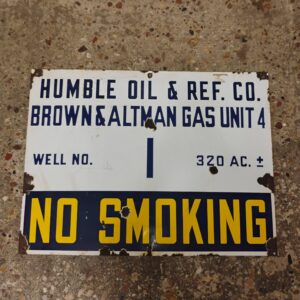 HUMBLE OIL & REF. CO.
BROWN & ALTMAN GAS UNIT 4
WELL NO. 1 320 AC. ±
NO SMOKING